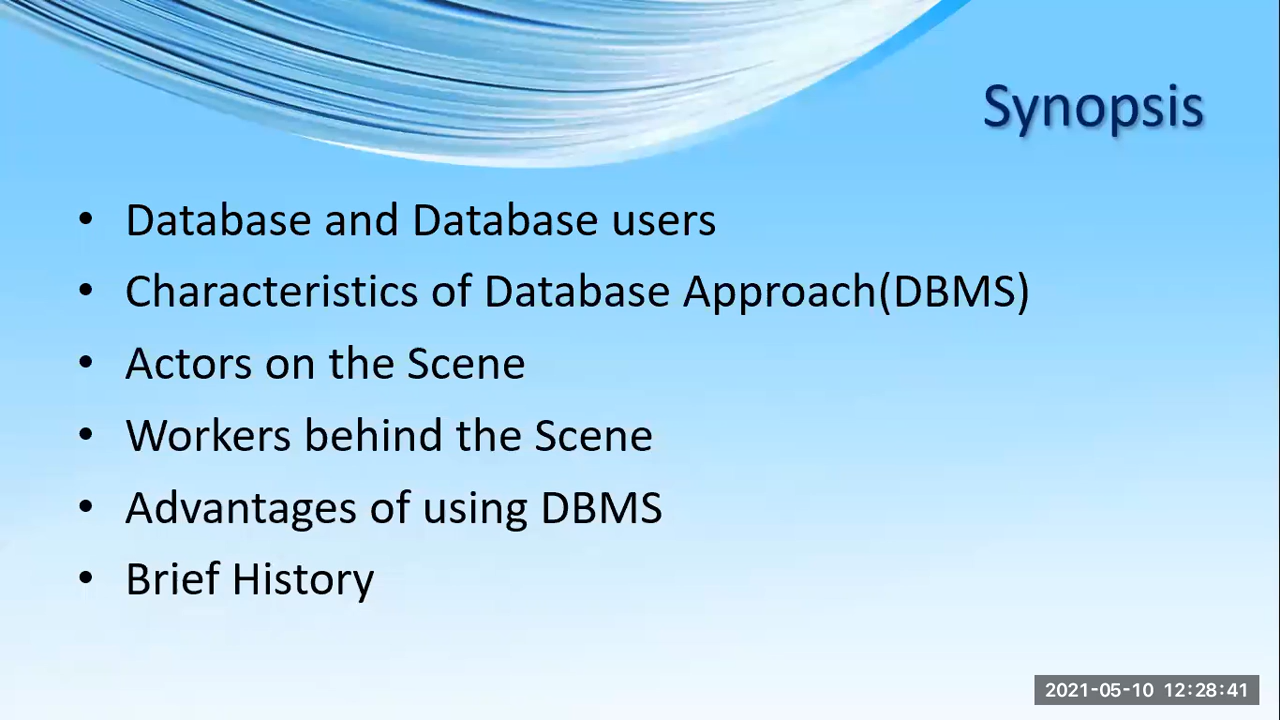 Synopsis
• Database and Database users
• Characteristics of Database Approach(DBMS)
• Actors on the Scene
• Workers behind the Scene
• Advantages of using DBMS
• Brief History
2021-05-10 12:28:41